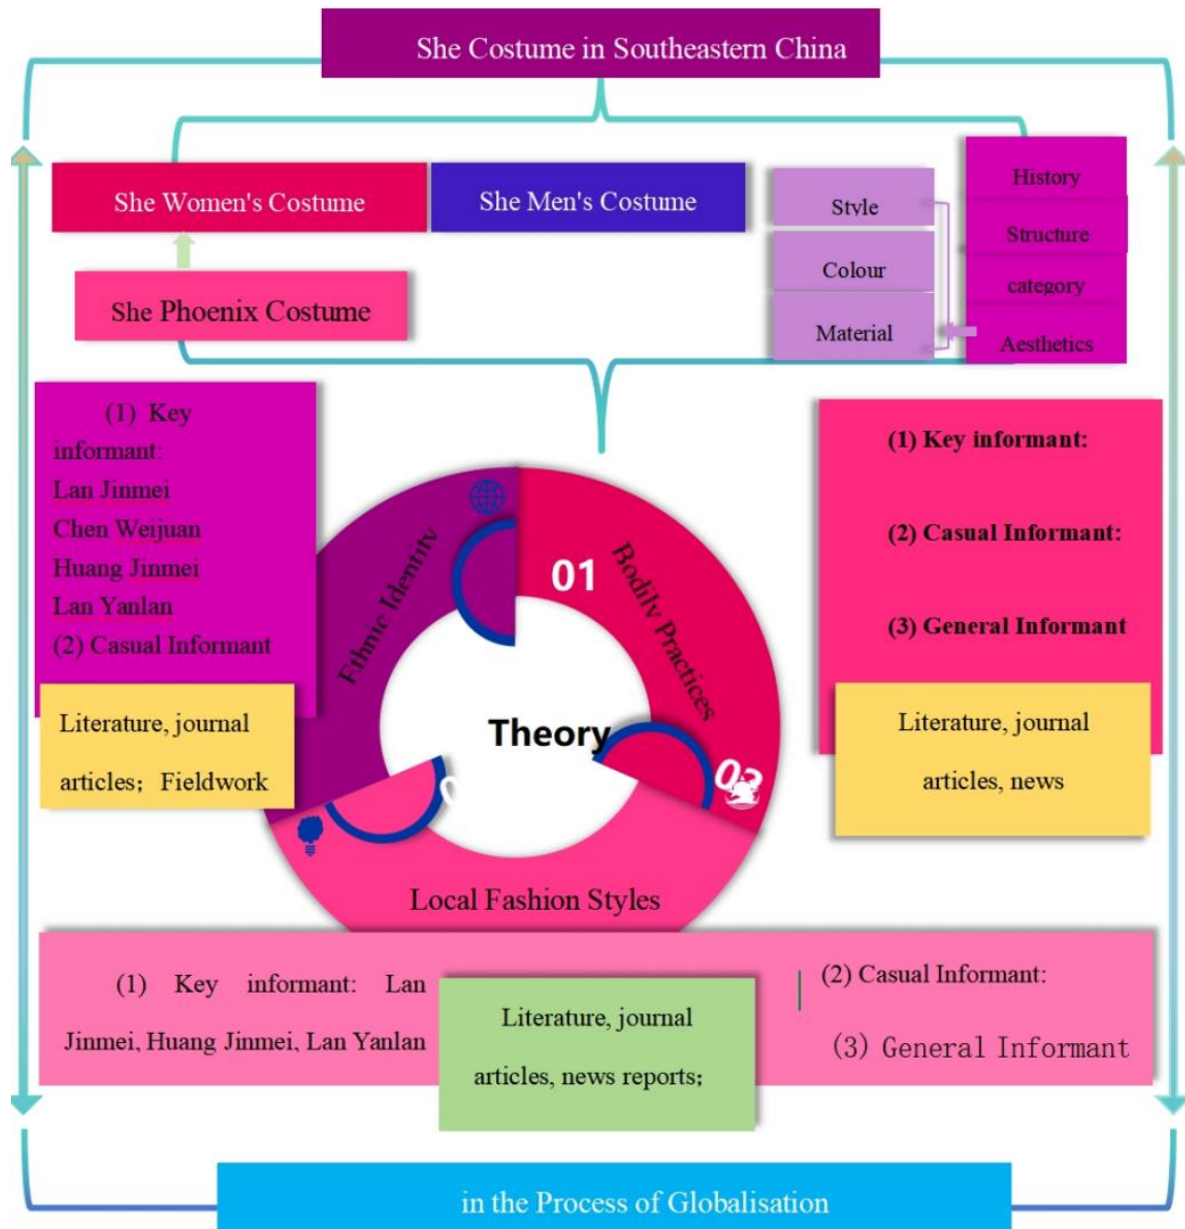 She Costume in Southeastern China
She Women's Costume
She Men's Costume
She Phoenix Costume
Style
Colour
Material
History
Structure
category
Aesthetics
(1) Key
informant:
Lan Jinmei
Chen Weijuan
Huang Jinmei
Lan Yanlan
(2) Casual Informant
Literature, journal
articles；Fieldwork
Ethnic Identity
01
Bodily Practices
Theory
03
Local Fashion Styles
(1) Key informant:
(2) Casual Informant:
(3) General Informant
Literature, journal
articles, news
(1) Key informant: Lan
Jinmei, Huang Jinmei, Lan Yanlan
Literature, journal
articles, news reports;
(2) Casual Informant:
(3) General Informant
in the Process of Globalisation